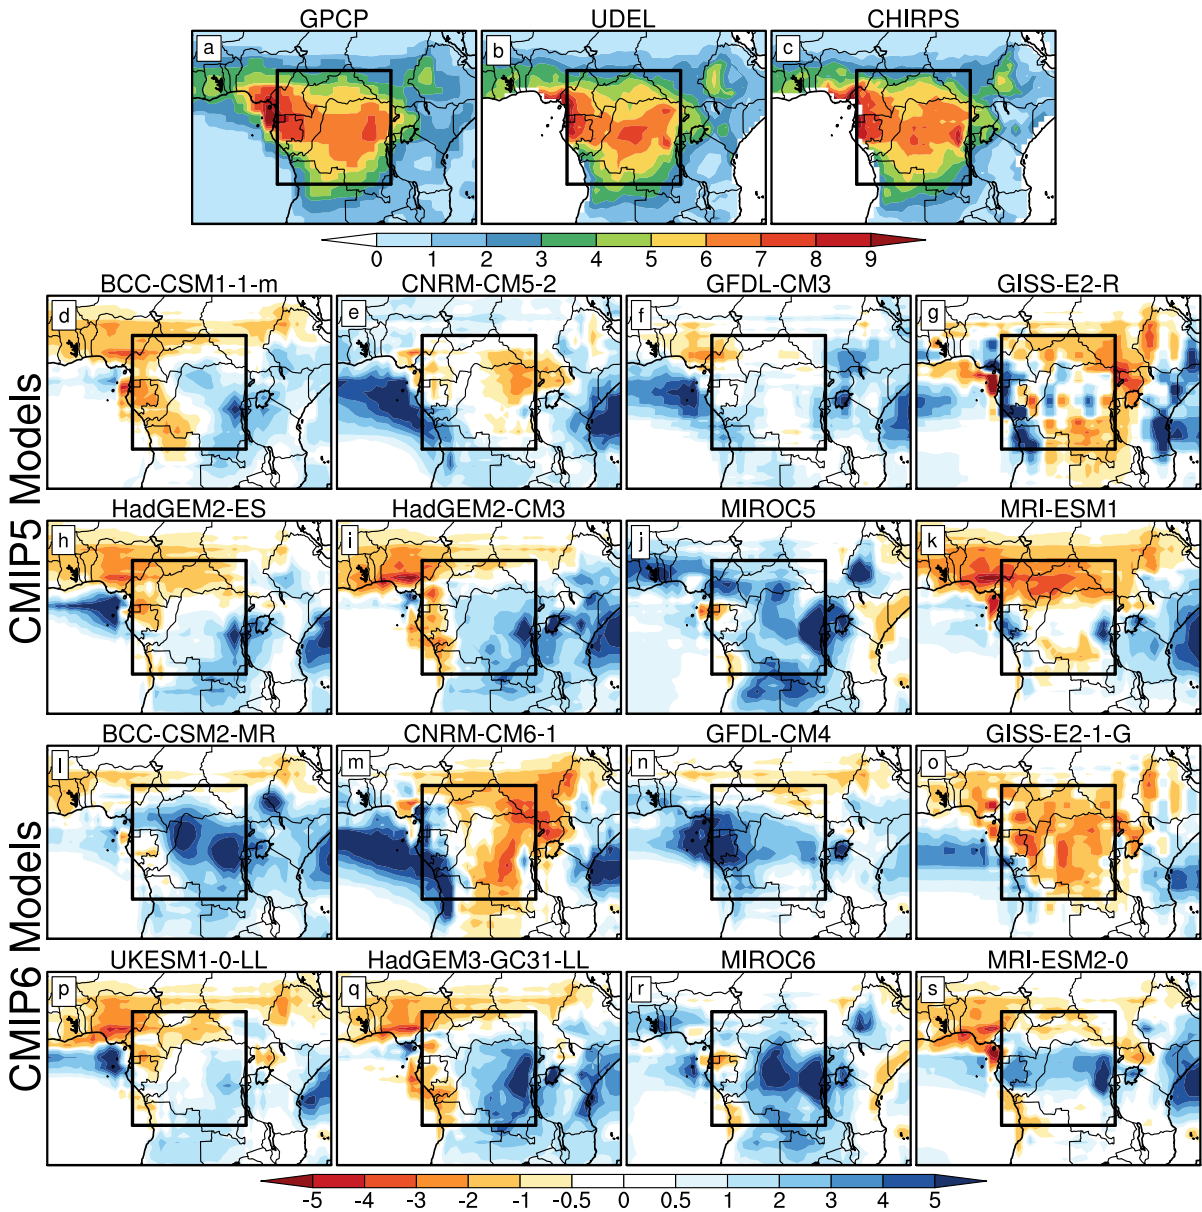 GPCP UDEL CHIRPS
a b c
0 1 2 3 4 5 6 7 8 9
BCC-CSM1-1-m CNRM-CM5-2 GFDL-CM3 GISS-E2-R
d e f g
CMIP5 Models
HadGEM2-ES HadGEM2-CM3 MIROC5 MRI-ESM1
h i j k
BCC-CSM2-MR CNRM-CM6-1 GFDL-CM4 GISS-E2-1-G
l m n o
CMIP6 Models
UKESM1-0-LL HadGEM3-GC31-LL MIROC6 MRI-ESM2-0
p q r s
-5 -4 -3 -2 -1 -0.5 0 0.5 1 2 3 4 5